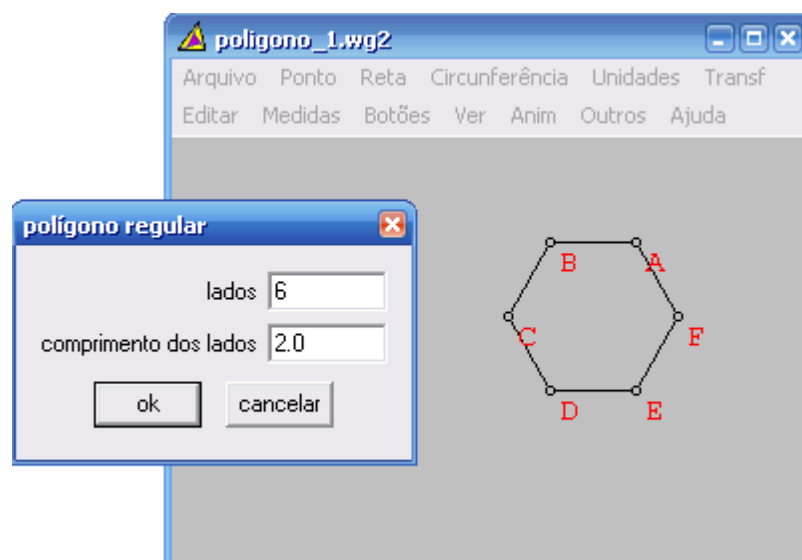 poligono_1.wg2
Arquivo Ponto Reta Circunferência Unidades Transf
Editar Medidas Botões Ver Anim Outros Ajuda
polígono regular
lados 6
comprimento dos lados 2.0
ok cancelar
B A
C F
D E